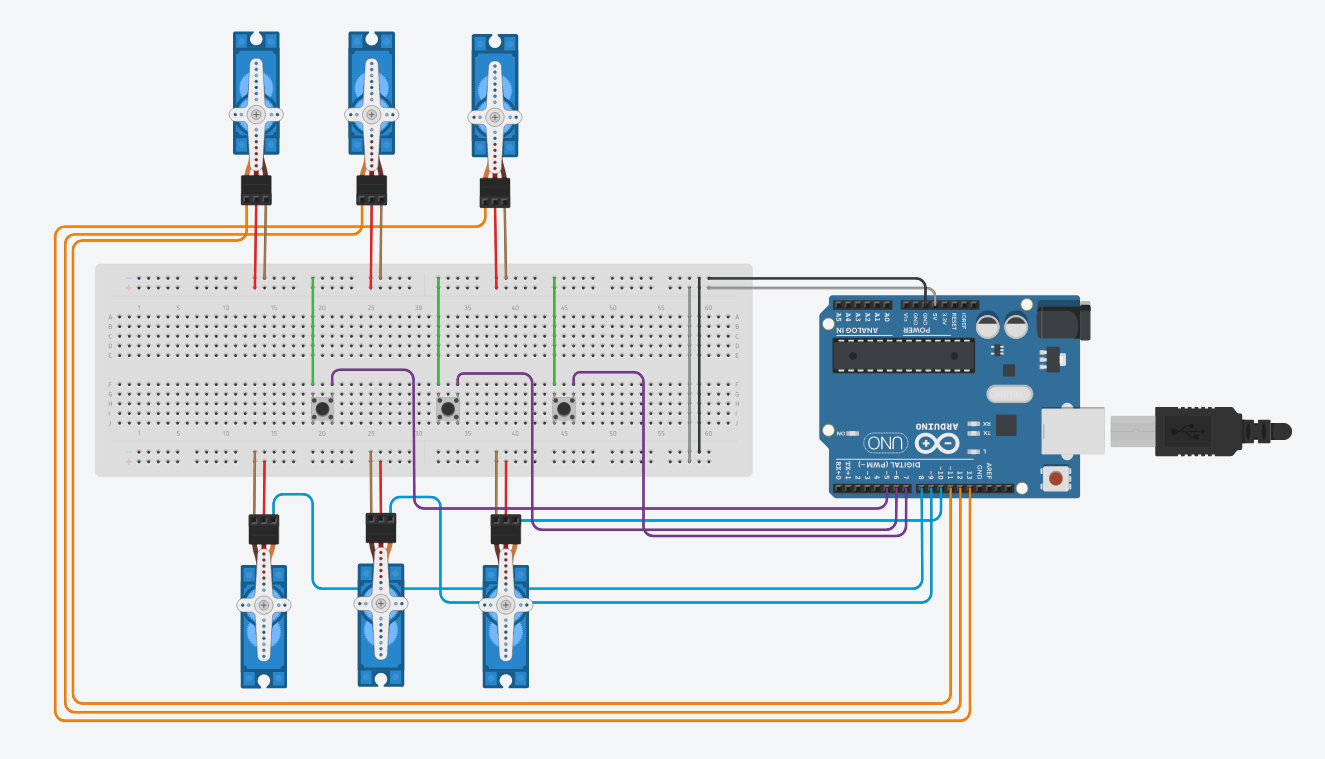 - -
+ +
1 5 10 15 20 25 30 35 40 45 50 55 60
A A
B B
C C
D D
E E
F F
G G
H H
I I
J J
1 5 10 15 20 25 30 35 40 45 50 55 60
- -
+ +
A5 A4 A3 A2 A1 A0
Vin GND GND 5V 3.3V RESET IOREF
ANALOG IN
POWER
RX
TX
L
ON
UNO
ARDUINO
DIGITAL (PWM~)
RX←0 TX→1 2 ~3 4 ~5 ~6 7 8 ~9 ~10 ~11 12 13 GND AREF